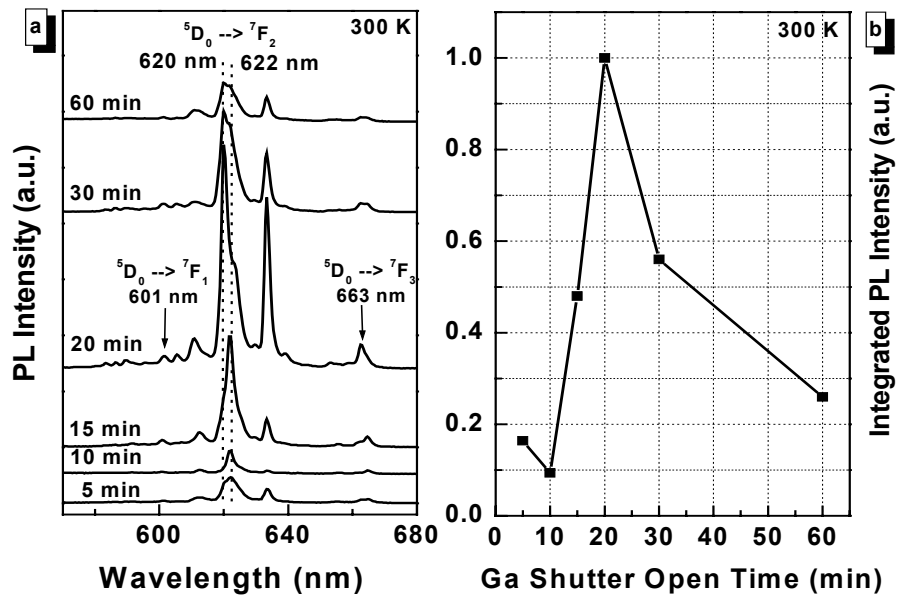 a
⁵D₀ --> ⁷F₂
300 K
620 nm
622 nm
60 min
30 min
⁵D₀ --> ⁷F₁
601 nm
⁵D₀ --> ⁷F₃
663 nm
20 min
15 min
10 min
5 min
PL Intensity (a.u.)
600
640
680
Wavelength (nm)
300 K
b
1.0
0.8
0.6
0.4
0.2
0.0
0
10
20
30
40
50
60
Ga Shutter Open Time (min)
Integrated PL Intensity (a.u.)